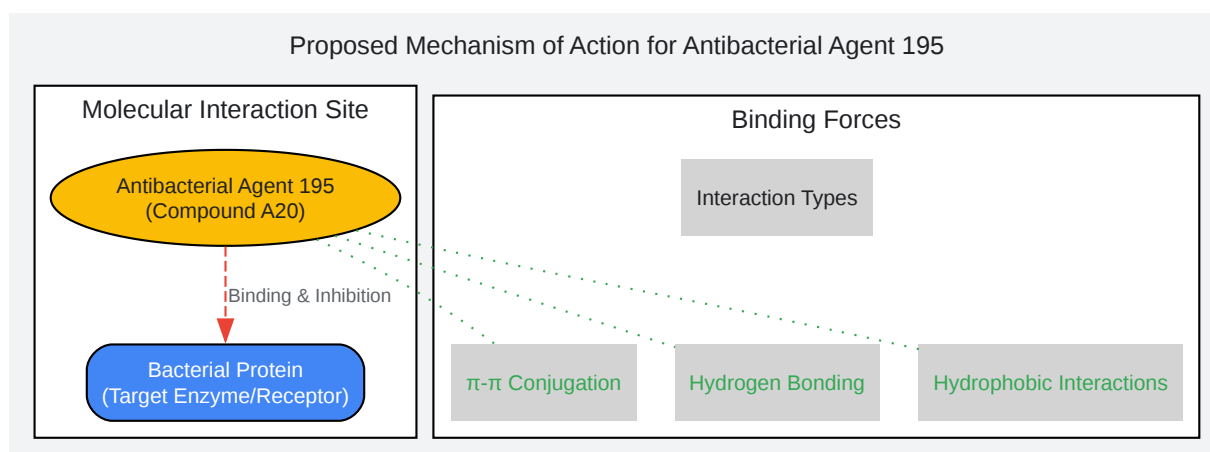 Proposed Mechanism of Action for Antibacterial Agent 195
Molecular Interaction Site
Antibacterial Agent 195
(Compound A20)
Binding & Inhibition
Bacterial Protein
(Target Enzyme/Receptor)
Binding Forces
Interaction Types
π-π Conjugation
Hydrogen Bonding
Hydrophobic Interactions